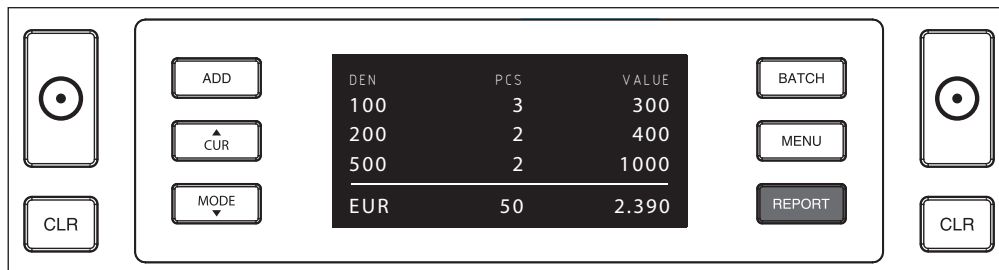 ADD
CUR
MODE
CLR
DEN PCS VALUE
100 3 300
200 2 400
500 2 1000
EUR 50 2.390
BATCH
MENU
REPORT
CLR